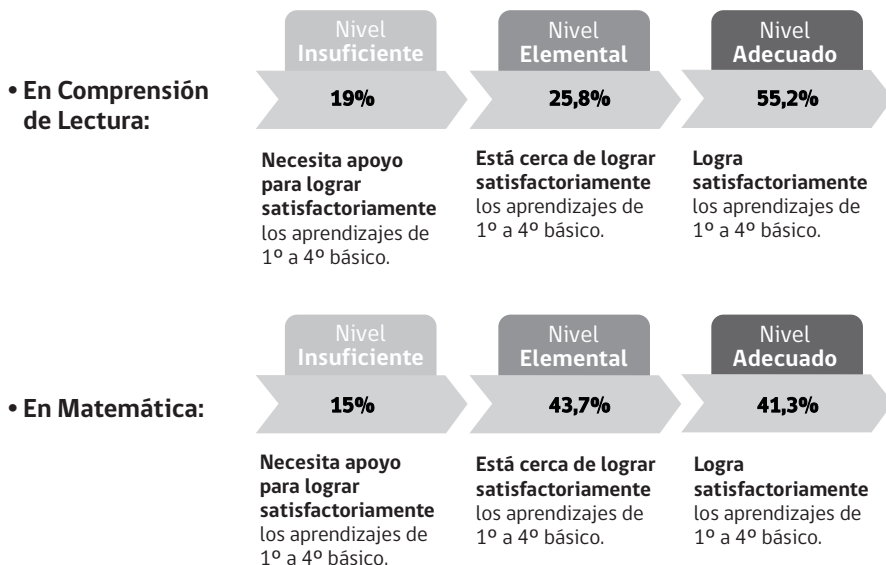 Nivel
Insuficiente
Nivel
Elemental
Nivel
Adecuado
• En Comprensión
de Lectura:
19%
25,8%
55,2%
Necesita apoyo
para lograr
satisfactoriamente
los aprendizajes de
1º a 4º básico.
Está cerca de lograr
satisfactoriamente
los aprendizajes de
1º a 4º básico.
Logra
satisfactoriamente
los aprendizajes de
1º a 4º básico.
Nivel
Insuficiente
Nivel
Elemental
Nivel
Adecuado
• En Matemática:
15%
43,7%
41,3%
Necesita apoyo
para lograr
satisfactoriamente
los aprendizajes de
1º a 4º básico.
Está cerca de lograr
satisfactoriamente
los aprendizajes de
1º a 4º básico.
Logra
satisfactoriamente
los aprendizajes de
1º a 4º básico.